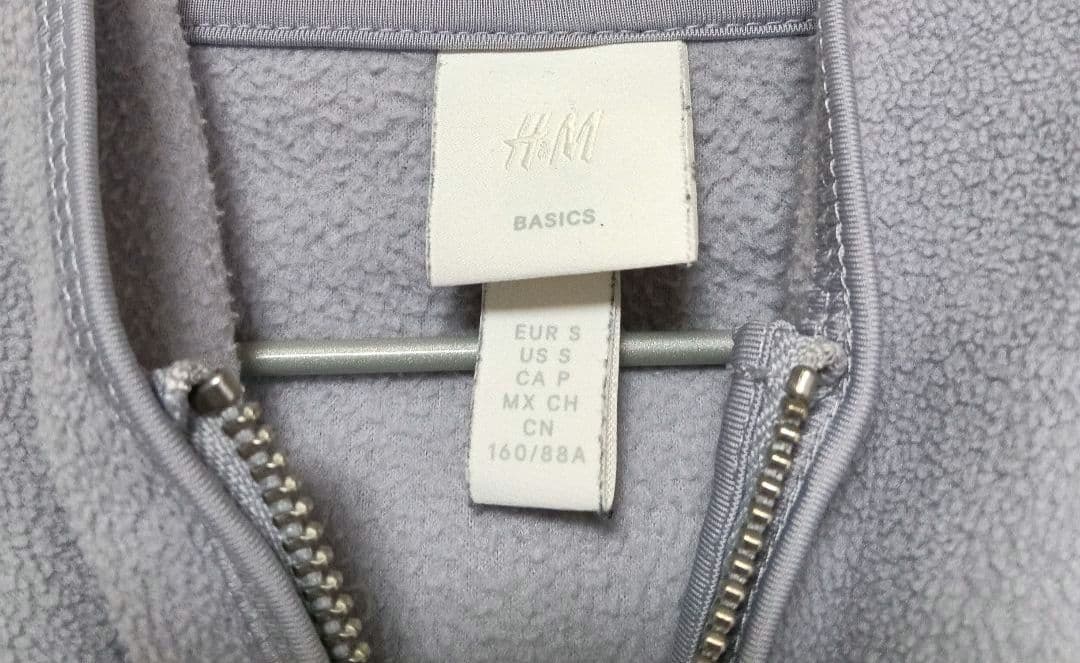 H&M
BASICS
EUR S
US S
CA P
MX CH
CN
160/88A